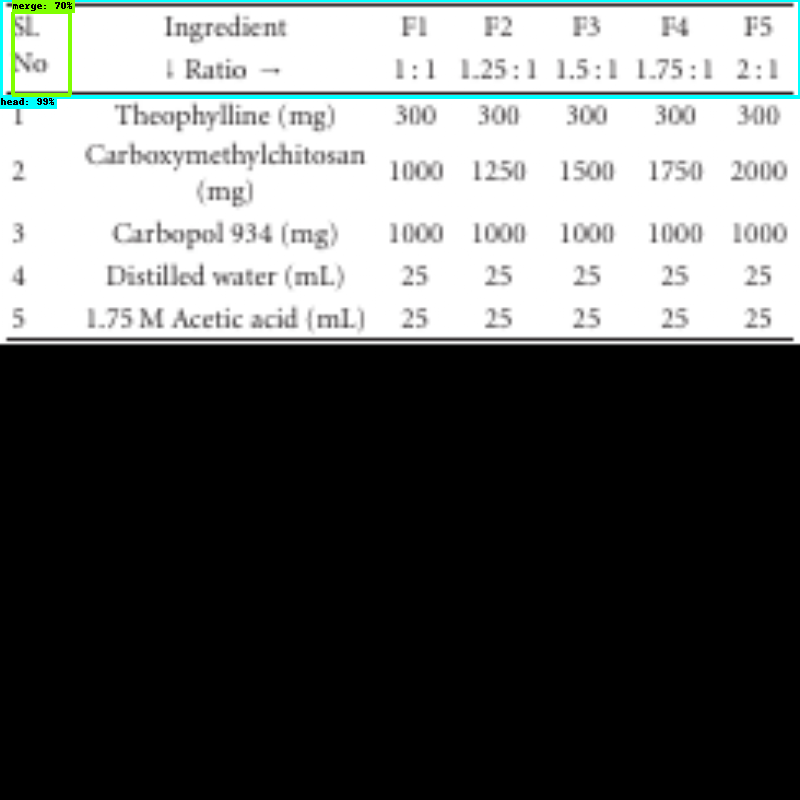 merge: 70%
Sl. No Ingredient F1 F2 F3 F4 F5
↓ Ratio → 1 : 1 1.25 : 1 1.5 : 1 1.75 : 1 2 : 1
head: 99%
1 Theophylline (mg) 300 300 300 300 300
2 Carboxymethylchitosan (mg) 1000 1250 1500 1750 2000
3 Carbopol 934 (mg) 1000 1000 1000 1000 1000
4 Distilled water (mL) 25 25 25 25 25
5 1.75 M Acetic acid (mL) 25 25 25 25 25